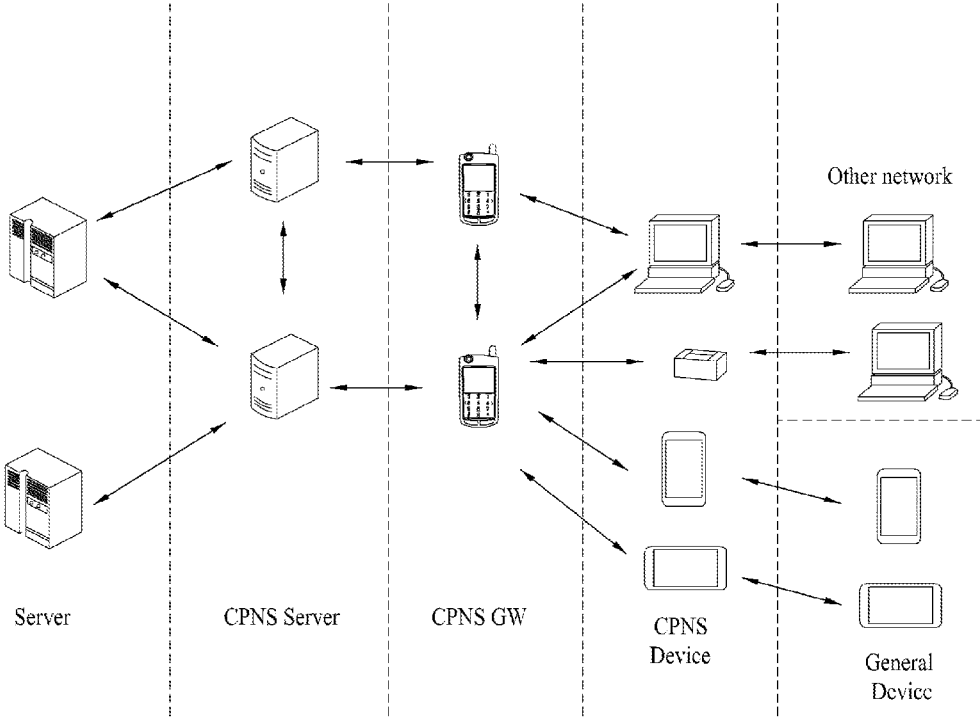 Other network
Server
CPNS Server
CPNS GW
CPNS
Device
General
Device